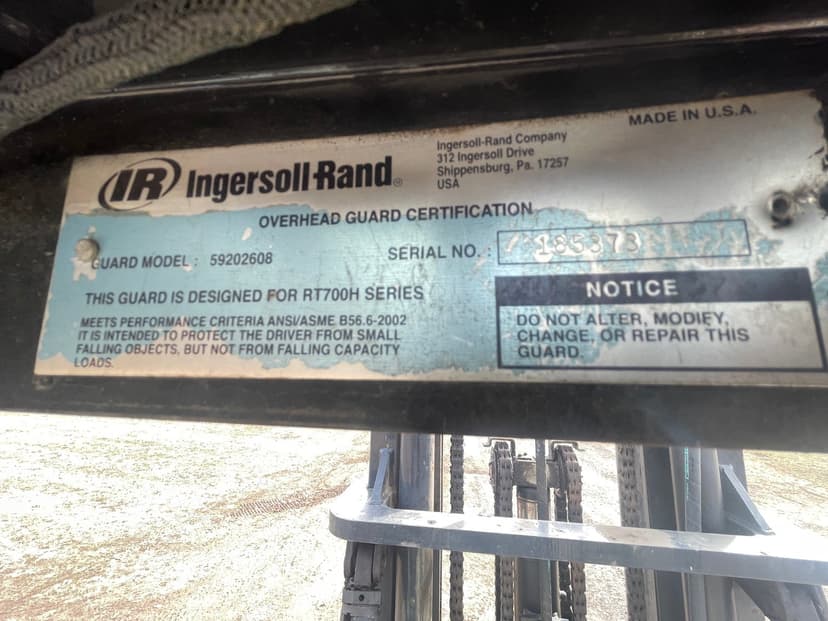 MADE IN U.S.A.
IR Ingersoll-Rand®
Ingersoll-Rand Company
312 Ingersoll Drive
Shippensburg, Pa. 17257
USA
OVERHEAD GUARD CERTIFICATION
GUARD MODEL : 59202608
SERIAL NO. : 185373
THIS GUARD IS DESIGNED FOR RT700H SERIES
MEETS PERFORMANCE CRITERIA ANSI/ASME B56.6-2002
IT IS INTENDED TO PROTECT THE DRIVER FROM SMALL
FALLING OBJECTS, BUT NOT FROM FALLING CAPACITY
LOADS.
NOTICE
DO NOT ALTER, MODIFY,
CHANGE, OR REPAIR THIS
GUARD.